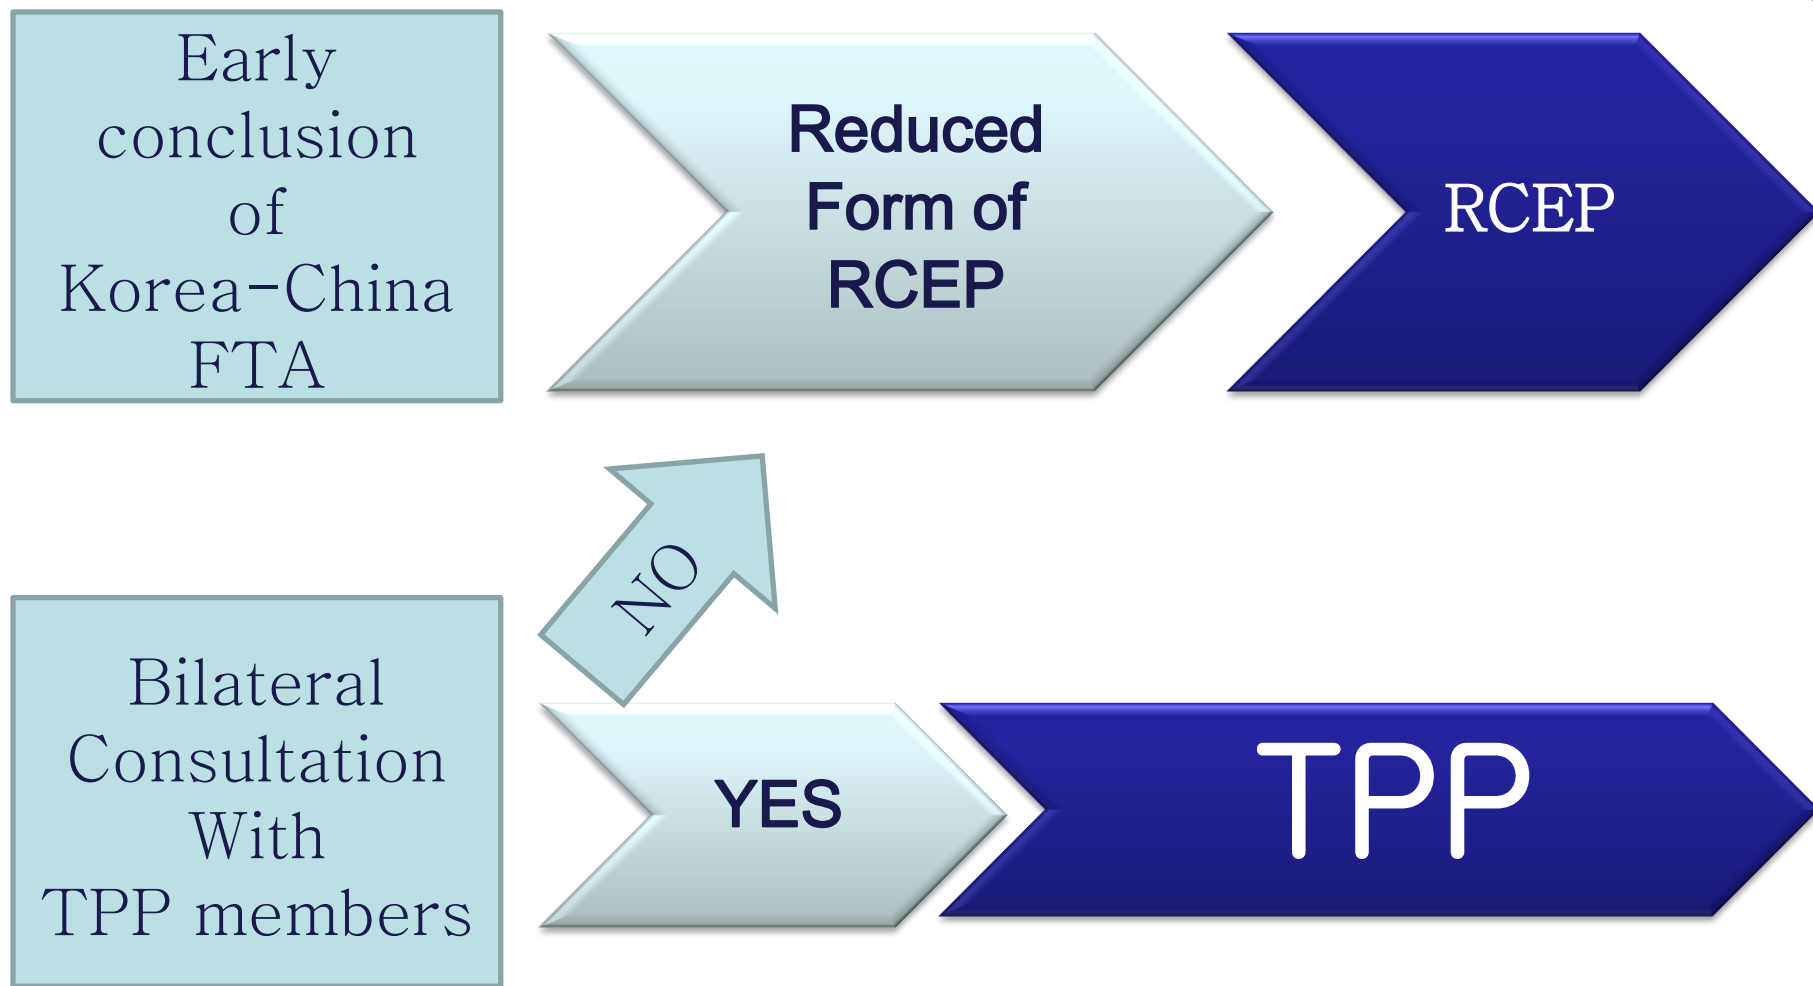 Early
conclusion
of
Korea-China
FTA
Reduced
Form of
RCEP
RCEP
NO
Bilateral
Consultation
With
TPP members
YES
TPP